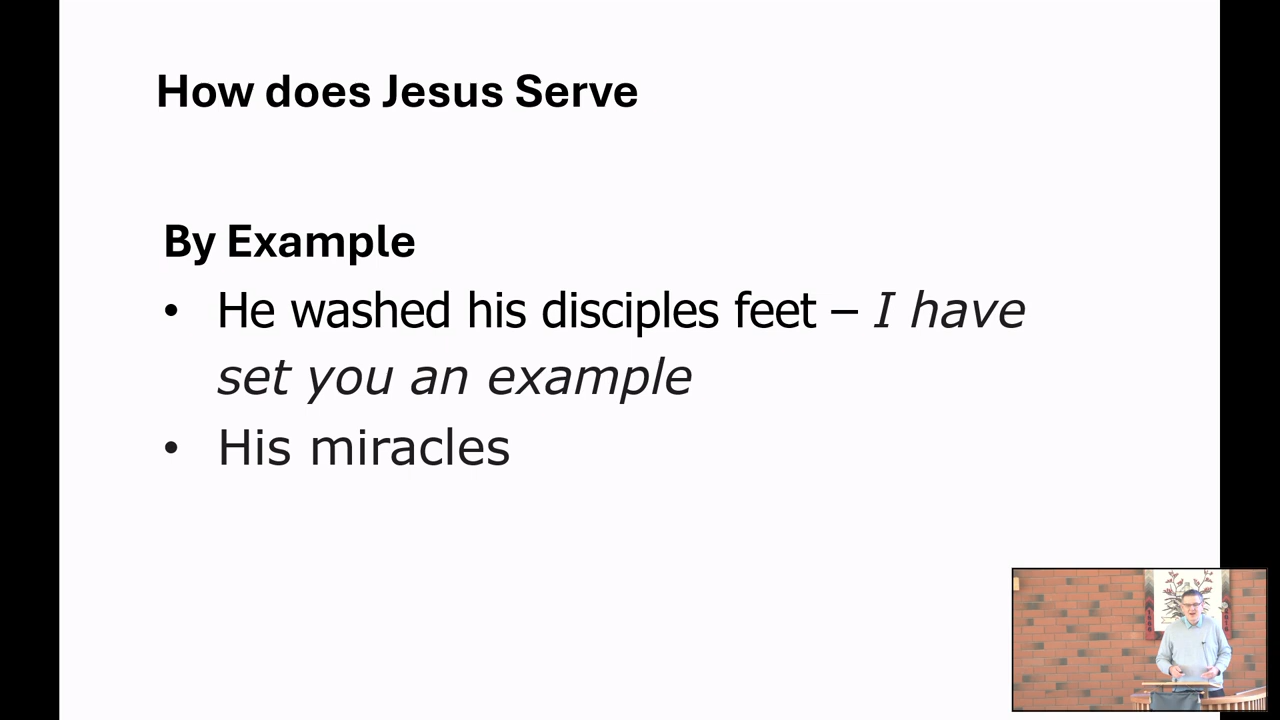 How does Jesus Serve
By Example
• He washed his disciples feet – I have
set you an example
• His miracles